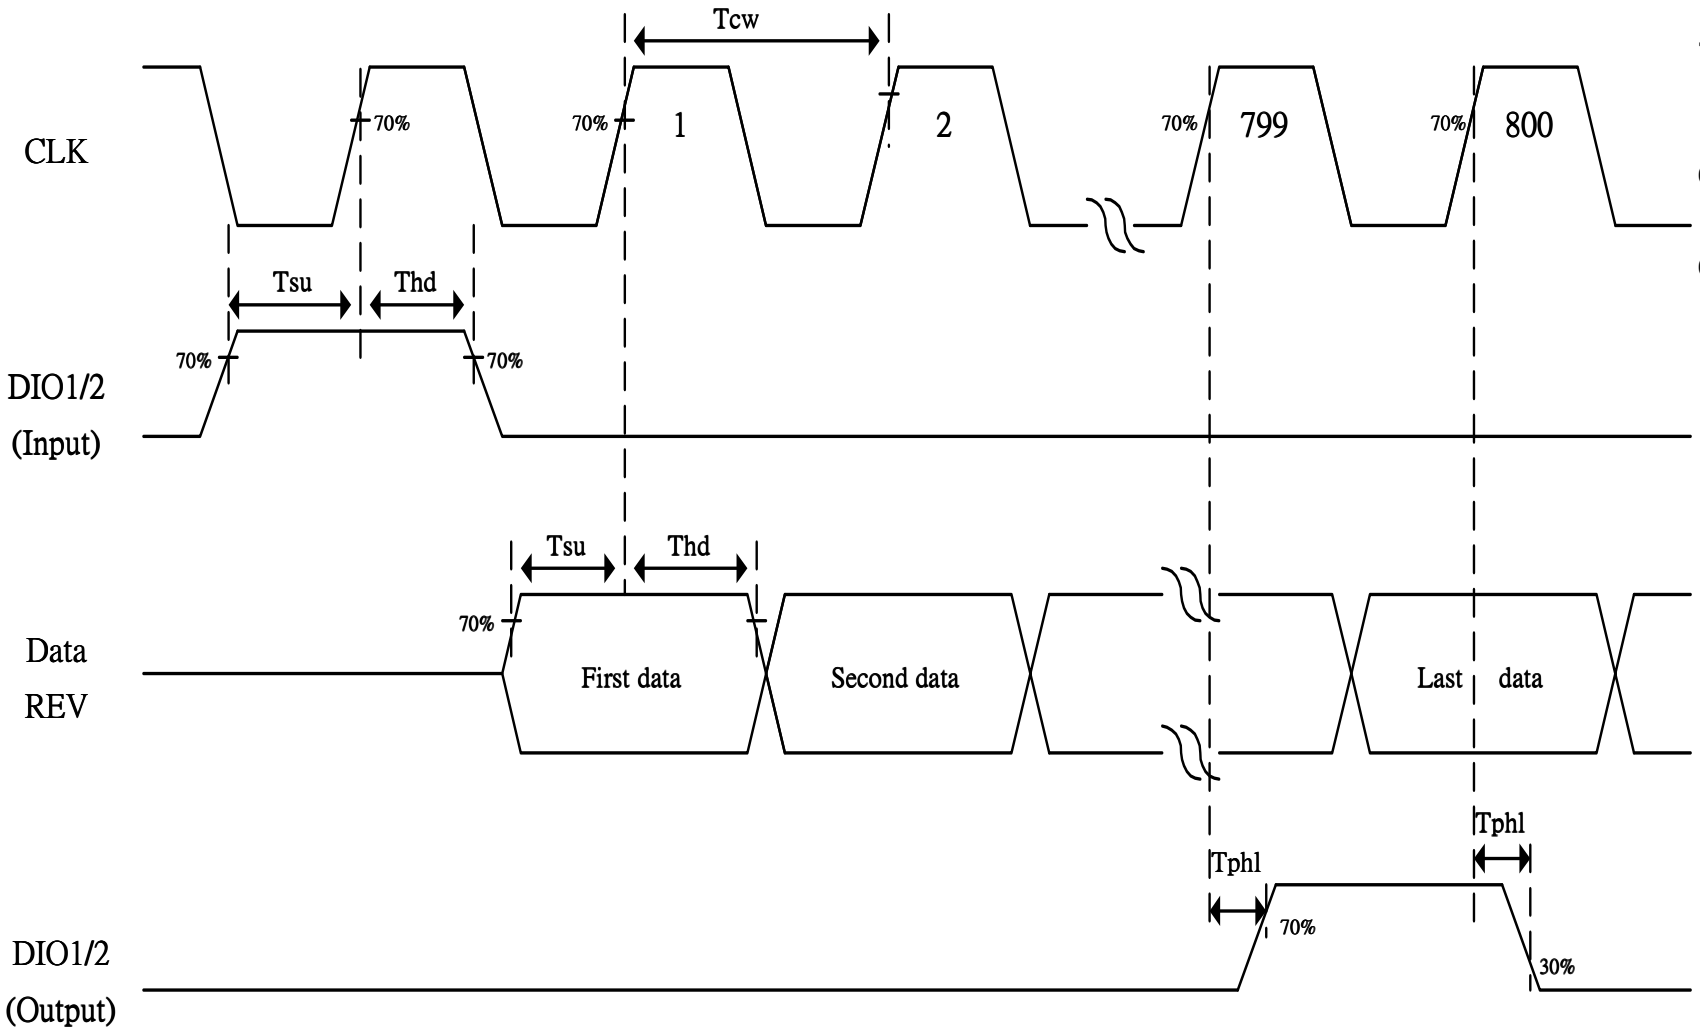 Tcw
70%
70%
1
2
70%
799
70%
800
CLK
Tsu
Thd
70%
70%
DIO1/2
(Input)
Tsu
Thd
70%
Data
REV
First data
Second data
Last data
Tphl
Tphl
70%
30%
DIO1/2
(Output)